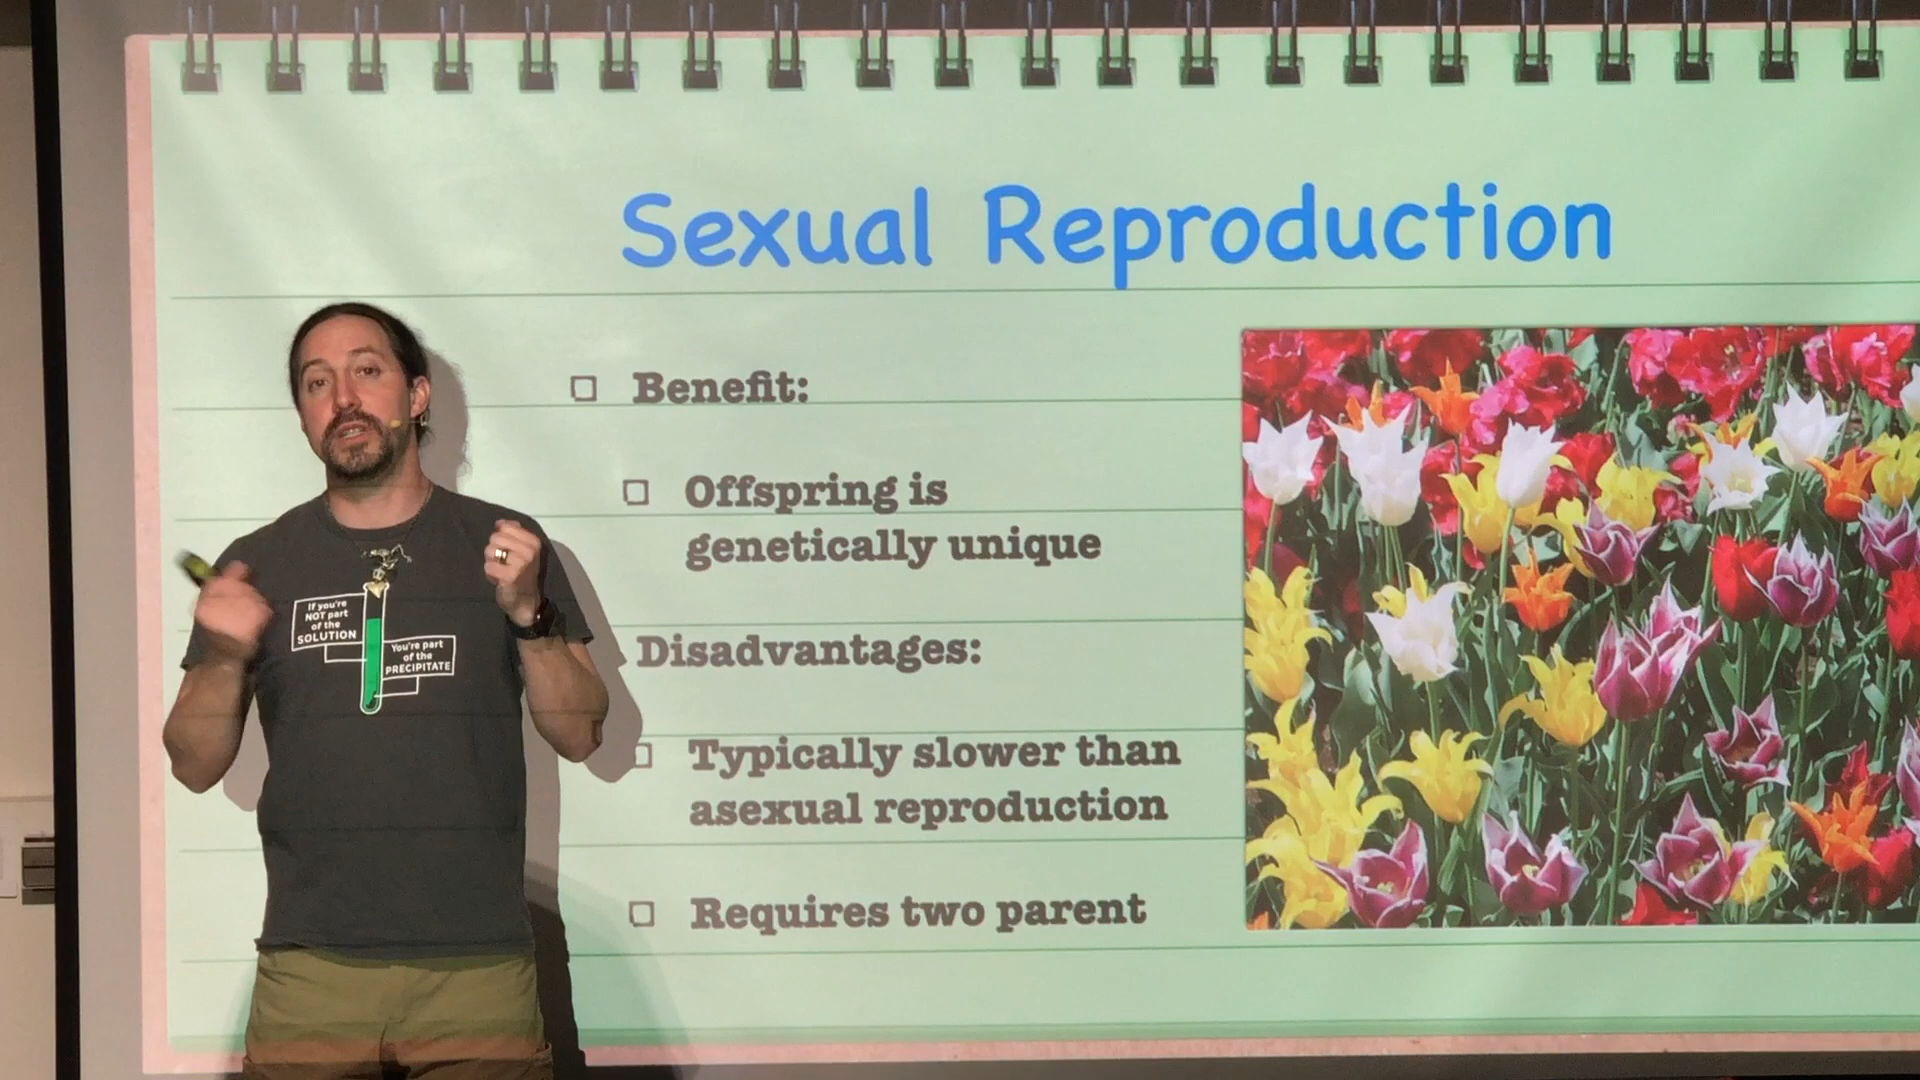 Sexual Reproduction
Benefit:
Offspring is
genetically unique
Disadvantages:
Typically slower than
asexual reproduction
Requires two parent
If you're
NOT part
of the
SOLUTION
You're part
of the
PRECIPITATE